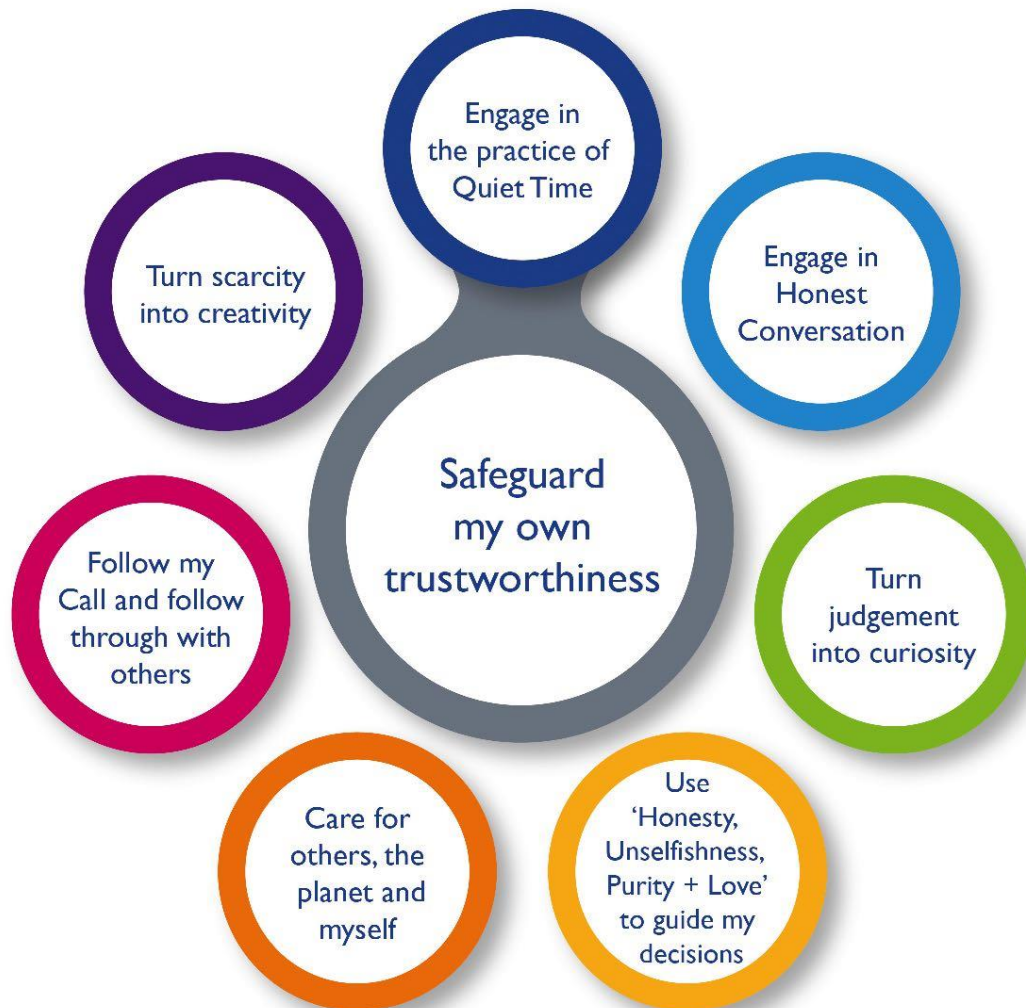 Engage in
the practice of
Quiet Time
Engage in
Honest
Conversation
Turn
judgement
into curiosity
Use
‘Honesty,
Unselfishness,
Purity + Love’
to guide my
decisions
Care for
others, the
planet and
myself
Follow my
Call and follow
through with
others
Turn scarcity
into creativity
Safeguard
my own
trustworthiness